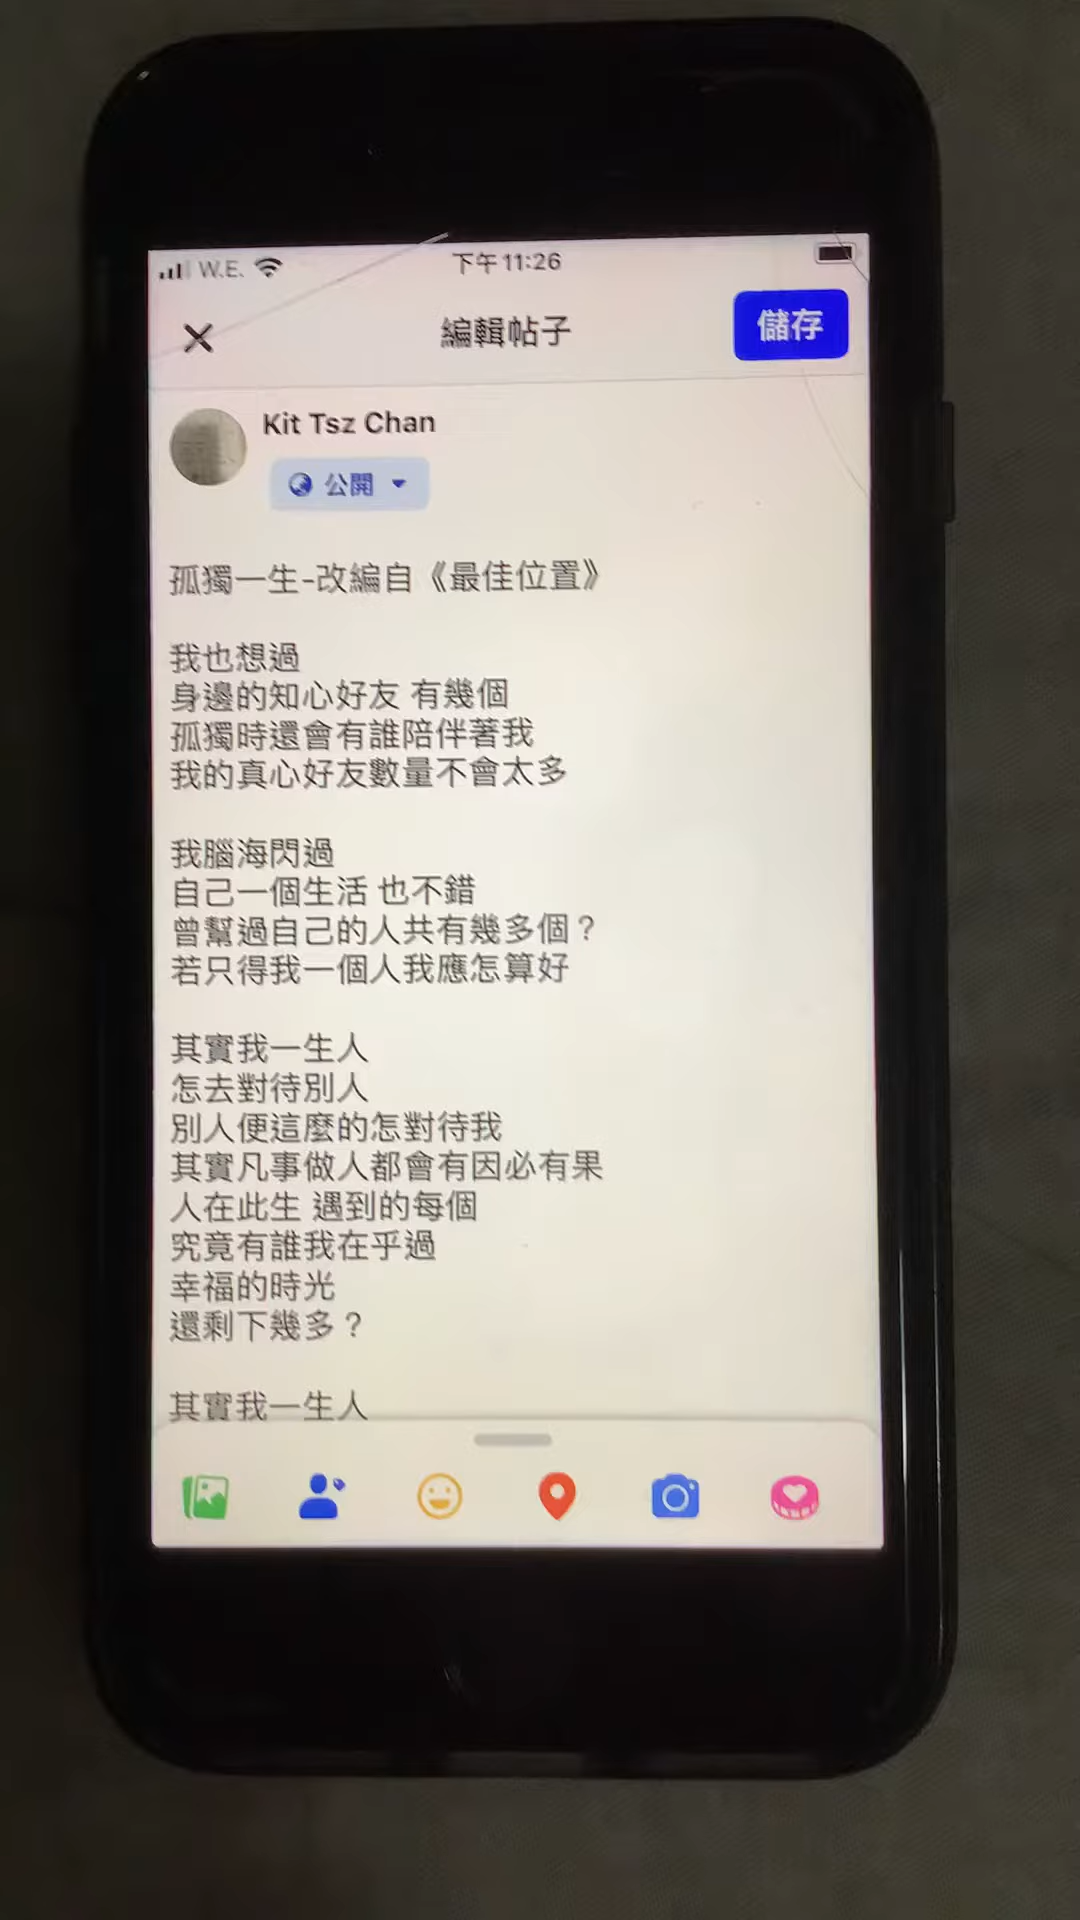 W.E.
下午11:26
編輯帖子
儲存
Kit Tsz Chan
公開
孤獨一生-改編自《最佳位置》
我也想過
身邊的知心好友 有幾個
孤獨時還會有誰陪伴著我
我的真心好友數量不會太多
我腦海閃過
自己一個生活 也不錯
曾幫過自己的人共有幾多個？
若只得我一個人我應怎算好
其實我一生人
怎去對待別人
別人便這麼的怎對待我
其實凡事做人都會有因必有果
人在此生 遇到的每個
究竟有誰我在乎過
幸福的時光
還剩下幾多？
其實我一生人